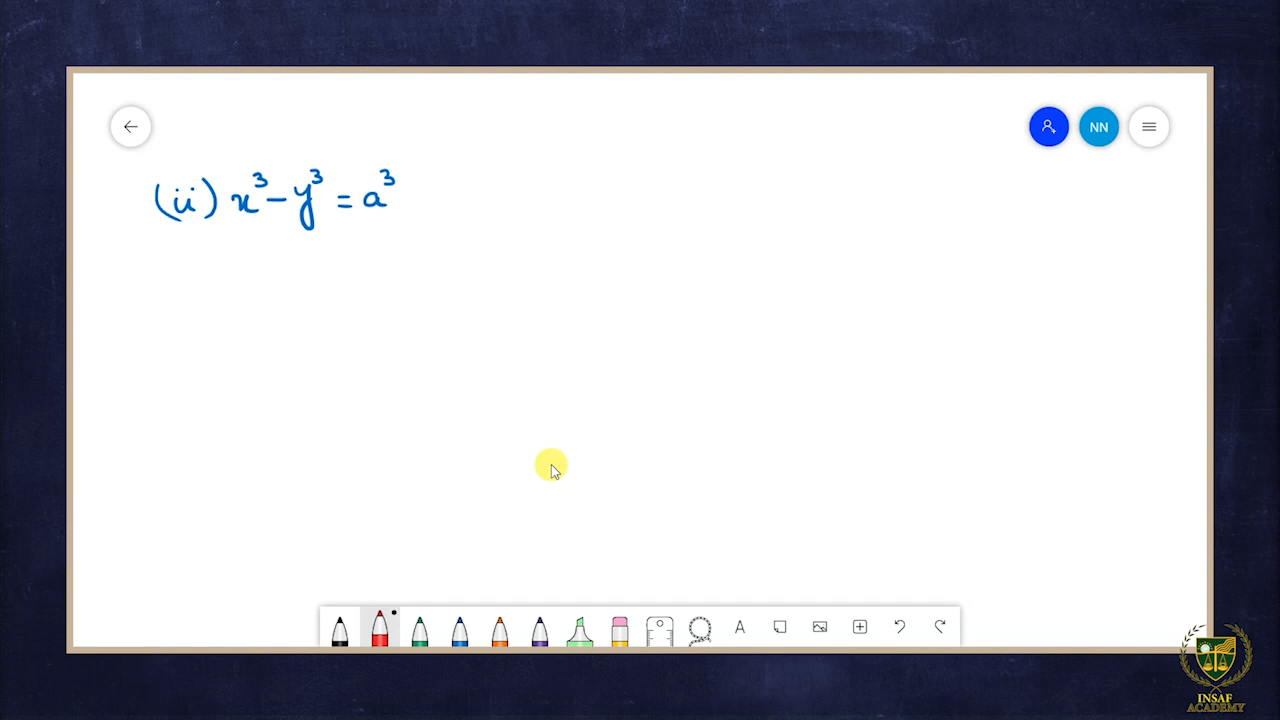 NN
(ii) x³ - y³ = a³
A
INSAF
ACADEMY